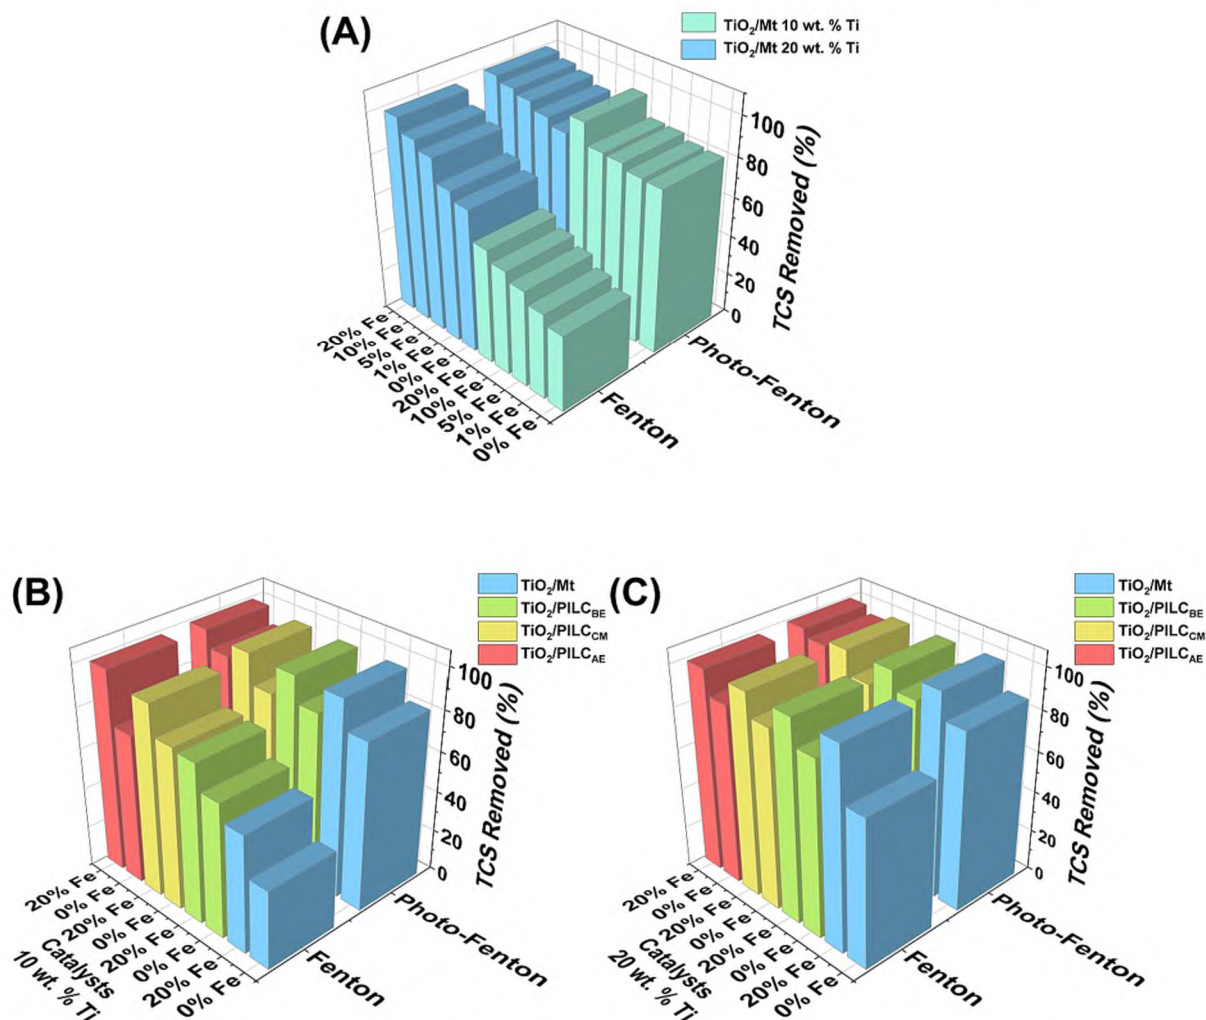 (A)
TiO2/Mt 10 wt. % Ti
TiO2/Mt 20 wt. % Ti
100
80
60
40
20
0
TCS Removed (%)
20% Fe
10% Fe
5% Fe
1% Fe
0% Fe
20% Fe
10% Fe
5% Fe
1% Fe
0% Fe
Fenton
Photo-Fenton
(B)
TiO2/Mt
TiO2/PILCBE
TiO2/PILCCM
TiO2/PILCAE
100
80
60
40
20
0
TCS Removed (%)
20% Fe
0% Fe
20% Fe
0% Fe
20% Fe
0% Fe
20% Fe
0% Fe
Catalysts
10 wt. % Ti
Fenton
Photo-Fenton
(C)
TiO2/Mt
TiO2/PILCBE
TiO2/PILCCM
TiO2/PILCAE
100
80
60
40
20
0
TCS Removed (%)
20% Fe
0% Fe
20% Fe
0% Fe
20% Fe
0% Fe
20% Fe
0% Fe
Catalysts
20 wt. % Ti
Fenton
Photo-Fenton